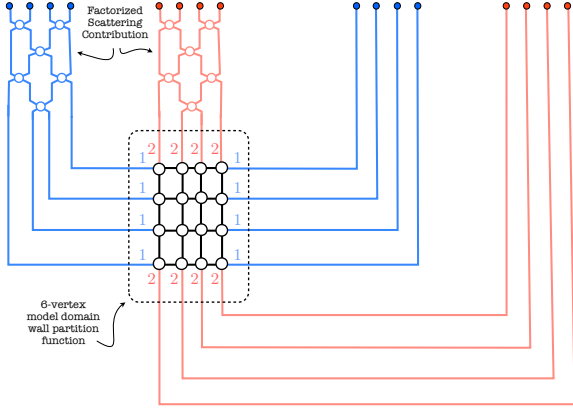 Factorized
Scattering
Contribution
2 2 2 2
1 1
1 1
1 1
1 1
2 2 2 2
6-vertex
model domain
wall partition
function